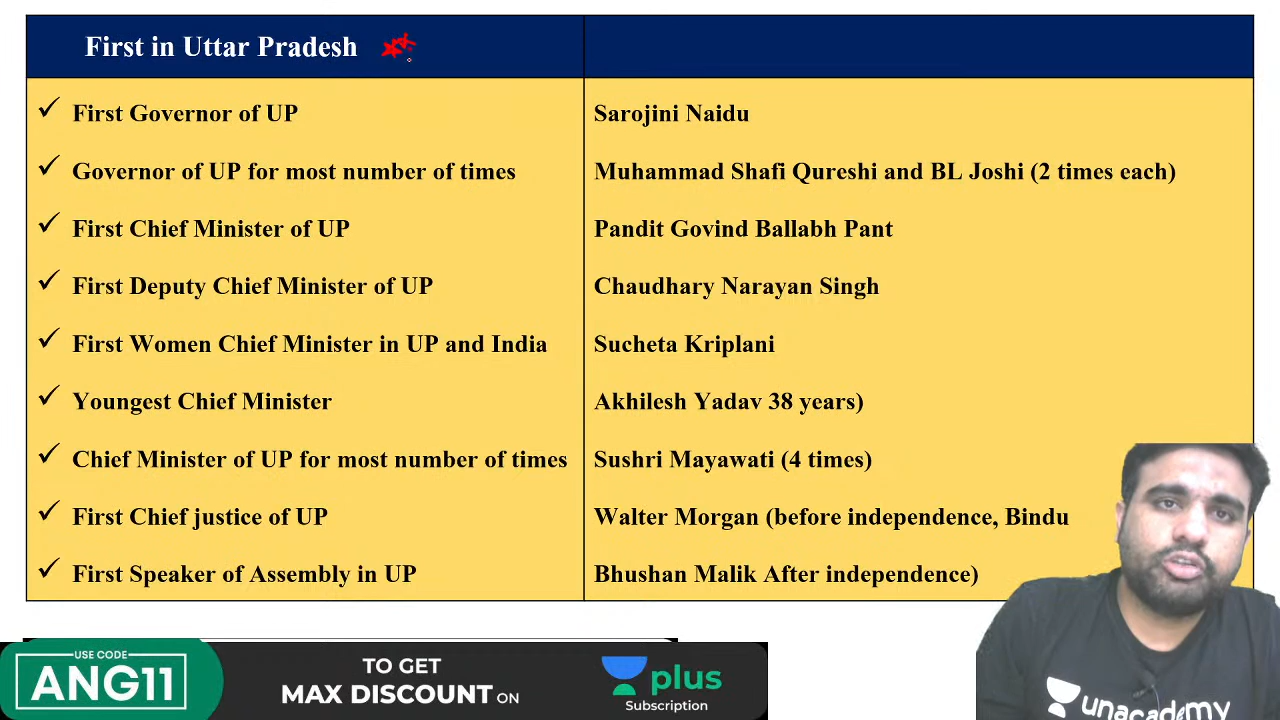 First in Uttar Pradesh
First Governor of UP Sarojini Naidu
Governor of UP for most number of times Muhammad Shafi Qureshi and BL Joshi (2 times each)
First Chief Minister of UP Pandit Govind Ballabh Pant
First Deputy Chief Minister of UP Chaudhary Narayan Singh
First Women Chief Minister in UP and India Sucheta Kriplani
Youngest Chief Minister Akhilesh Yadav 38 years)
Chief Minister of UP for most number of times Sushri Mayawati (4 times)
First Chief justice of UP Walter Morgan (before independence, Bindu
First Speaker of Assembly in UP Bhushan Malik After independence)
USE CODE
ANG11
TO GET
MAX DISCOUNT ON
plus
Subscription
unacademy